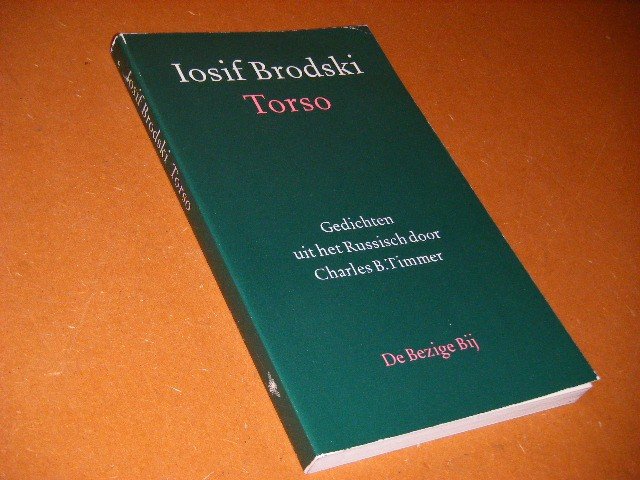 Iosif Brodski
Torso
Gedichten
uit het Russisch door
Charles B. Timmer
De Bezige Bij
Iosif Brodski Torso